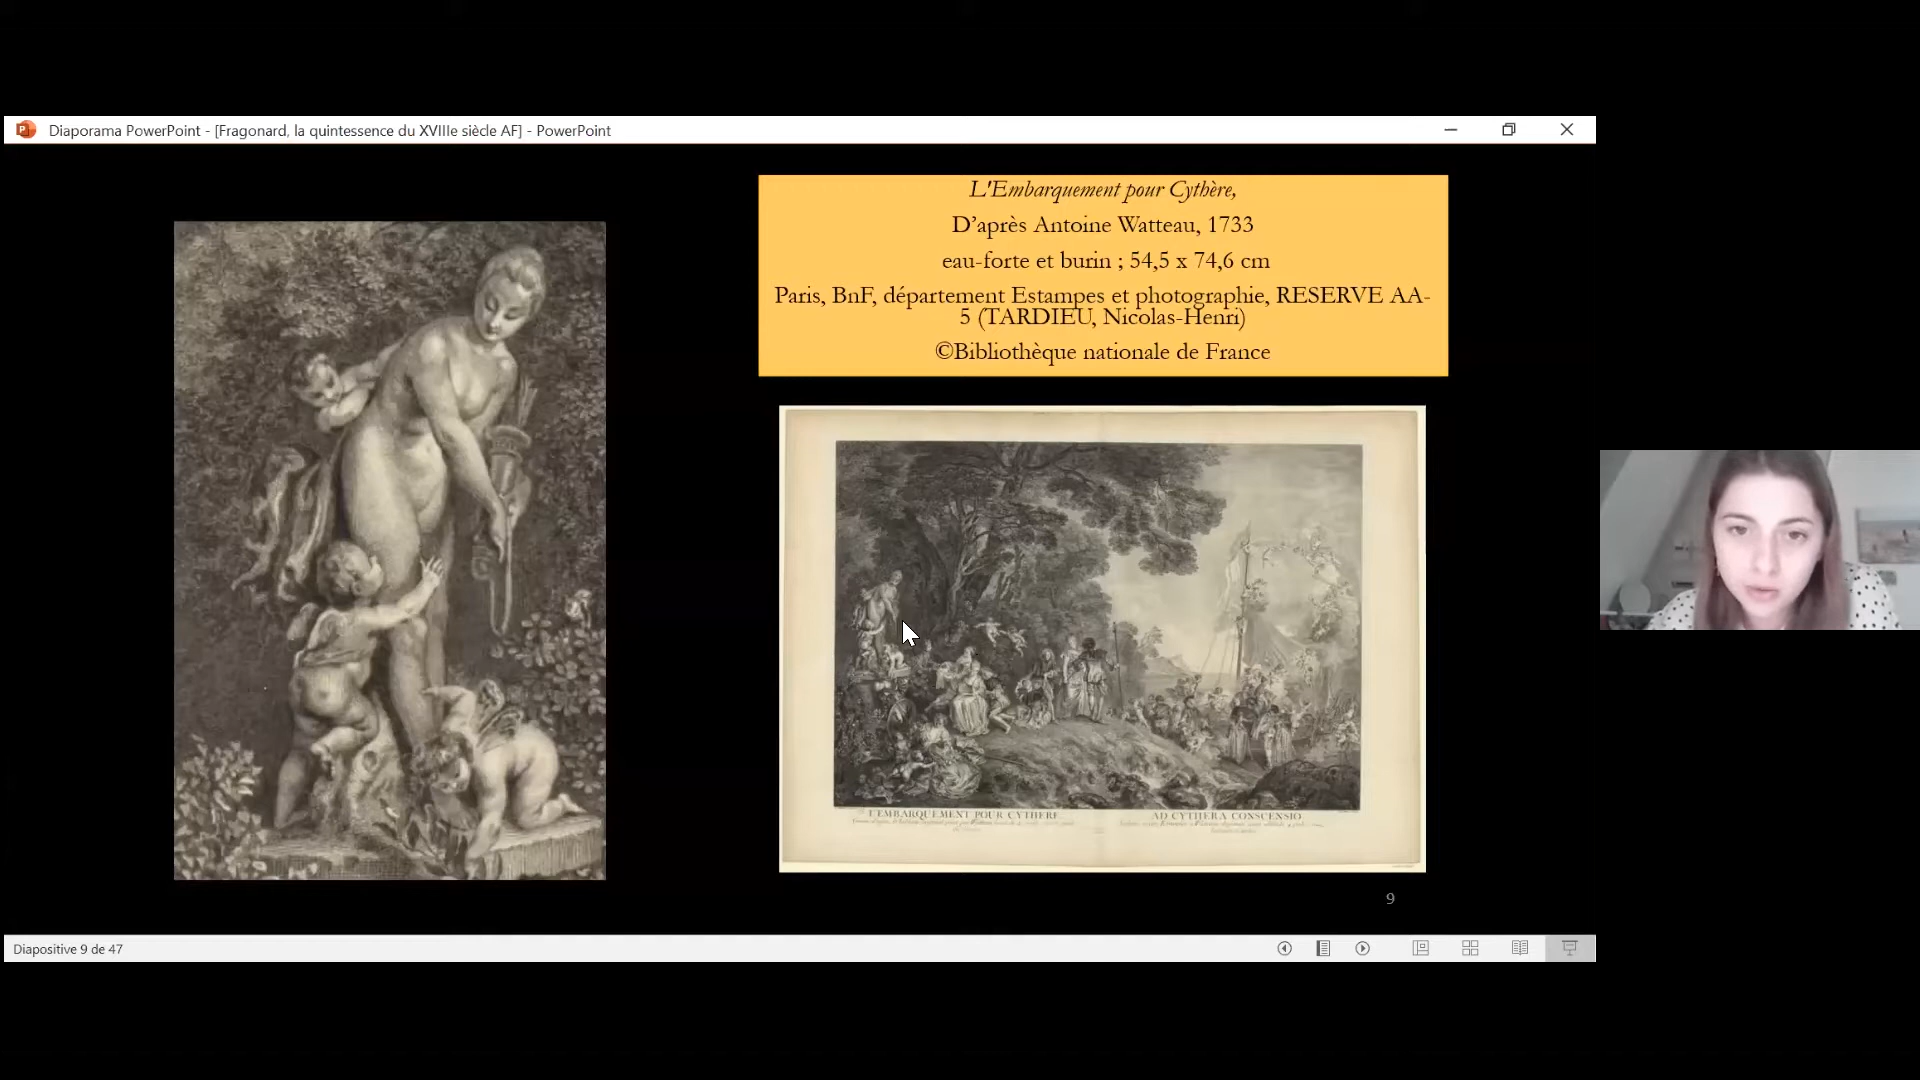 Diaporama PowerPoint - [Fragonard, la quintessence du XVIIIe siècle AF] - PowerPoint
L'Embarquement pour Cythère,
D'après Antoine Watteau, 1733
eau-forte et burin ; 54,5 x 74,6 cm
Paris, BnF, département Estampes et photographie, RESERVE AA-
5 (TARDIEU, Nicolas-Henri)
©Bibliothèque nationale de France
L'EMBARQUEMENT POUR CYTHERE
AD CYTHERA CONSCENSIO
9
Diapositive 9 de 47